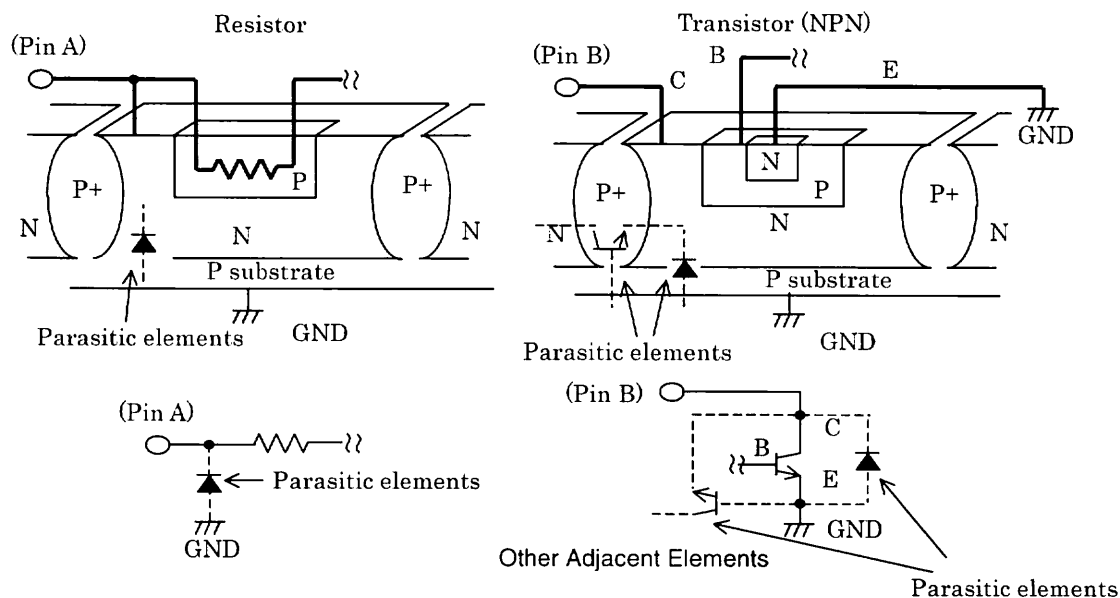 Resistor
(Pin A)
P+
N
P
N
P+
N
P substrate
Parasitic elements
GND
Transistor (NPN)
(Pin B)
B
C
E
GND
N
P+
P
N
P+
N
N
P substrate
Parasitic elements
GND
(Pin A)
Parasitic elements
GND
(Pin B)
C
B
E
GND
Other Adjacent Elements
Parasitic elements